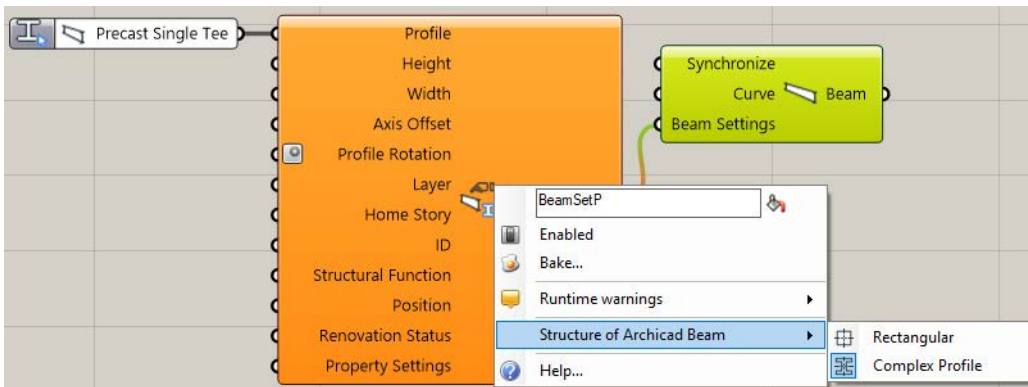 Precast Single Tee
Profile
Height
Width
Axis Offset
Profile Rotation
Layer
Home Story
ID
Structural Function
Position
Renovation Status
Property Settings
Synchronize
Curve
Beam Settings
Beam
BeamSetP
Enabled
Bake...
Runtime warnings
Structure of Archicad Beam
Help...
Rectangular
Complex Profile